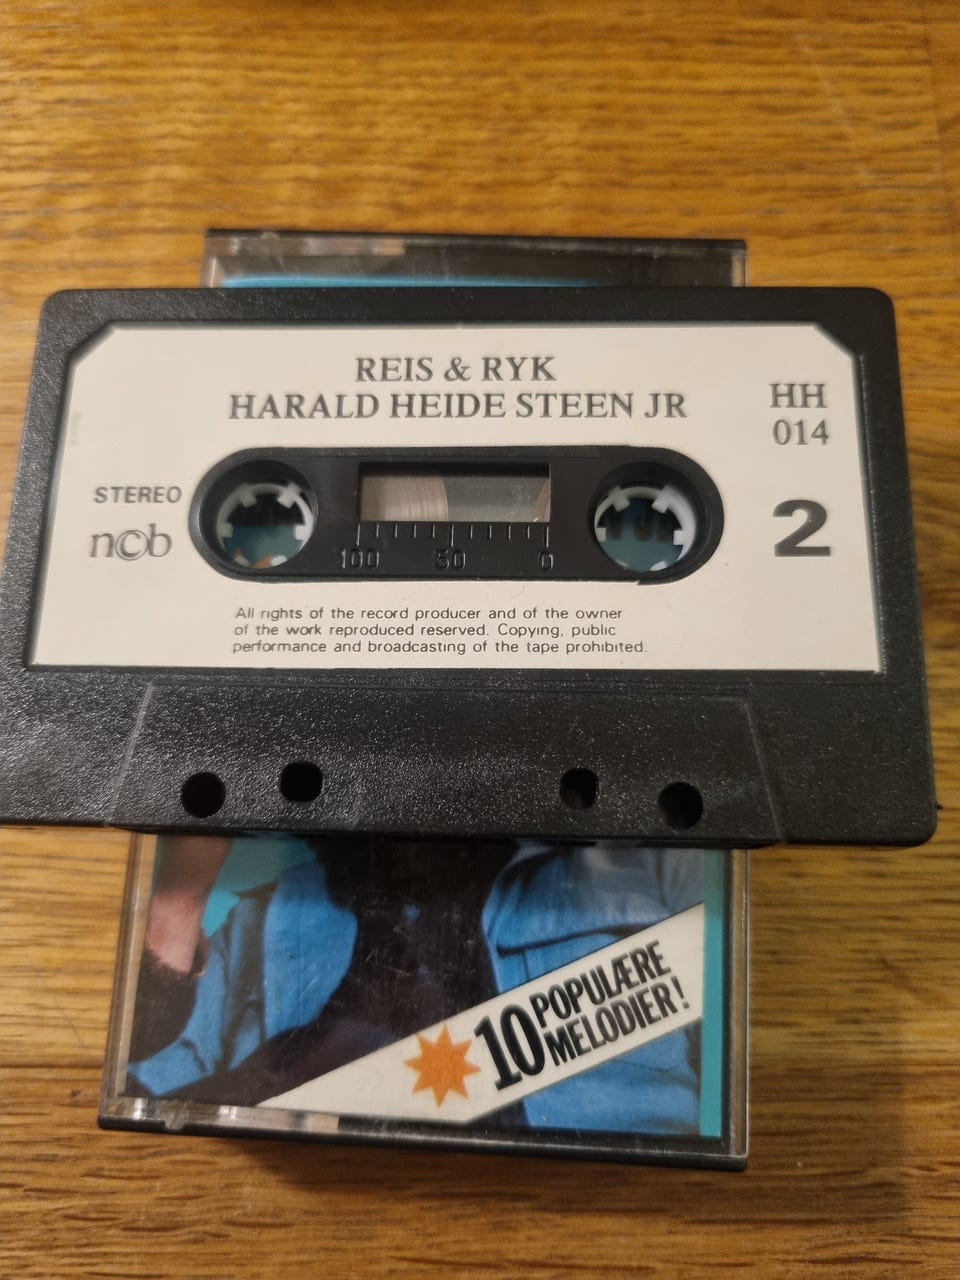 REIS & RYK
HARALD HEIDE STEEN JR
HH
014
STEREO
ncb
2
100 50 0
All rights of the record producer and of the owner
of the work reproduced reserved. Copying, public
performance and broadcasting of the tape prohibited.
10 POPULÆRE
MELODIER!